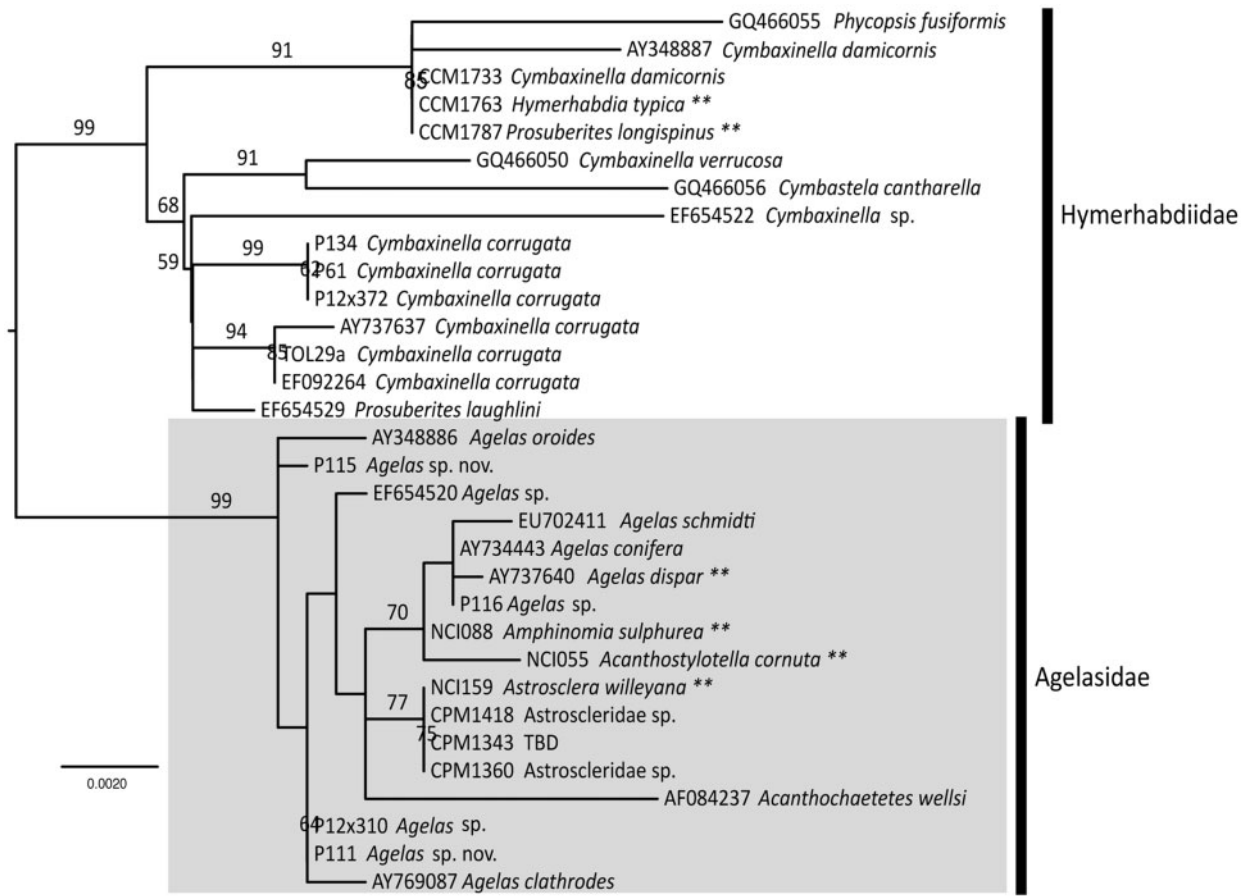 GQ466055 Phycopsis fusiformis
91
AY348887 Cymbaxinella damicornis
85
CCM1733 Cymbaxinella damicornis
CCM1763 Hymerhabdia typica **
99
CCM1787 Prosuberites longispinus **
91
GQ466050 Cymbaxinella verrucosa
GQ466056 Cymbastela cantharella
68
EF654522 Cymbaxinella sp.
Hymerhabdiidae
P134 Cymbaxinella corrugata
99
59
62
P61 Cymbaxinella corrugata
P12x372 Cymbaxinella corrugata
AY737637 Cymbaxinella corrugata
94
85
TOL29a Cymbaxinella corrugata
EF092264 Cymbaxinella corrugata
EF654529 Prosuberites laughlini
AY348886 Agelas oroides
P115 Agelas sp. nov.
99
EF654520 Agelas sp.
EU702411 Agelas schmidti
AY734443 Agelas conifera
AY737640 Agelas dispar **
P116 Agelas sp.
70
NCI088 Amphinomia sulphurea **
NCI055 Acanthostylotella cornuta **
Agelasidae
NCI159 Astrosclera willeyana **
77
CPM1418 Astroscleridae sp.
75
CPM1343 TBD
CPM1360 Astroscleridae sp.
0.0020
AF084237 Acanthochaetetes wellsi
64
P12x310 Agelas sp.
P111 Agelas sp. nov.
AY769087 Agelas clathrodes